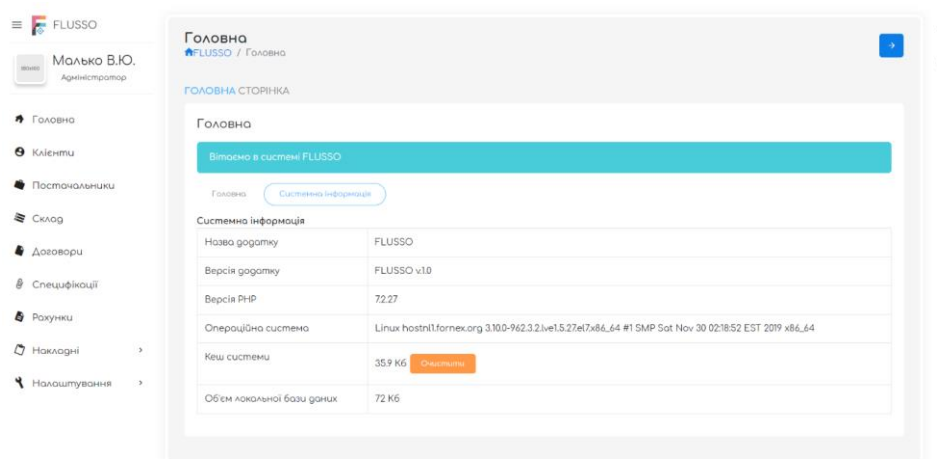 FLUSSO
Малько В.Ю.
Адміністратор
Головна
Клієнти
Постачальники
Склад
Договори
Специфікації
Рахунки
Накладні
Налаштування
Головна
FLUSSO / Головна
ГОЛОВНА СТОРІНКА
Головна
Вітаємо в системі FLUSSO
Головна Системна інформація
Системна інформація
Назва додатку FLUSSO
Версія додатку FLUSSO v.1.0
Версія PHP 7.2.27
Операційна система Linux hostnl1.fornex.org 3.10.0-962.3.2.lve1.5.27.el7.x86_64 #1 SMP Sat Nov 30 02:18:52 EST 2019 x86_64
Кеш системи 35.9 Кб Очистити
Об'єм локальної бази даних 72 Кб